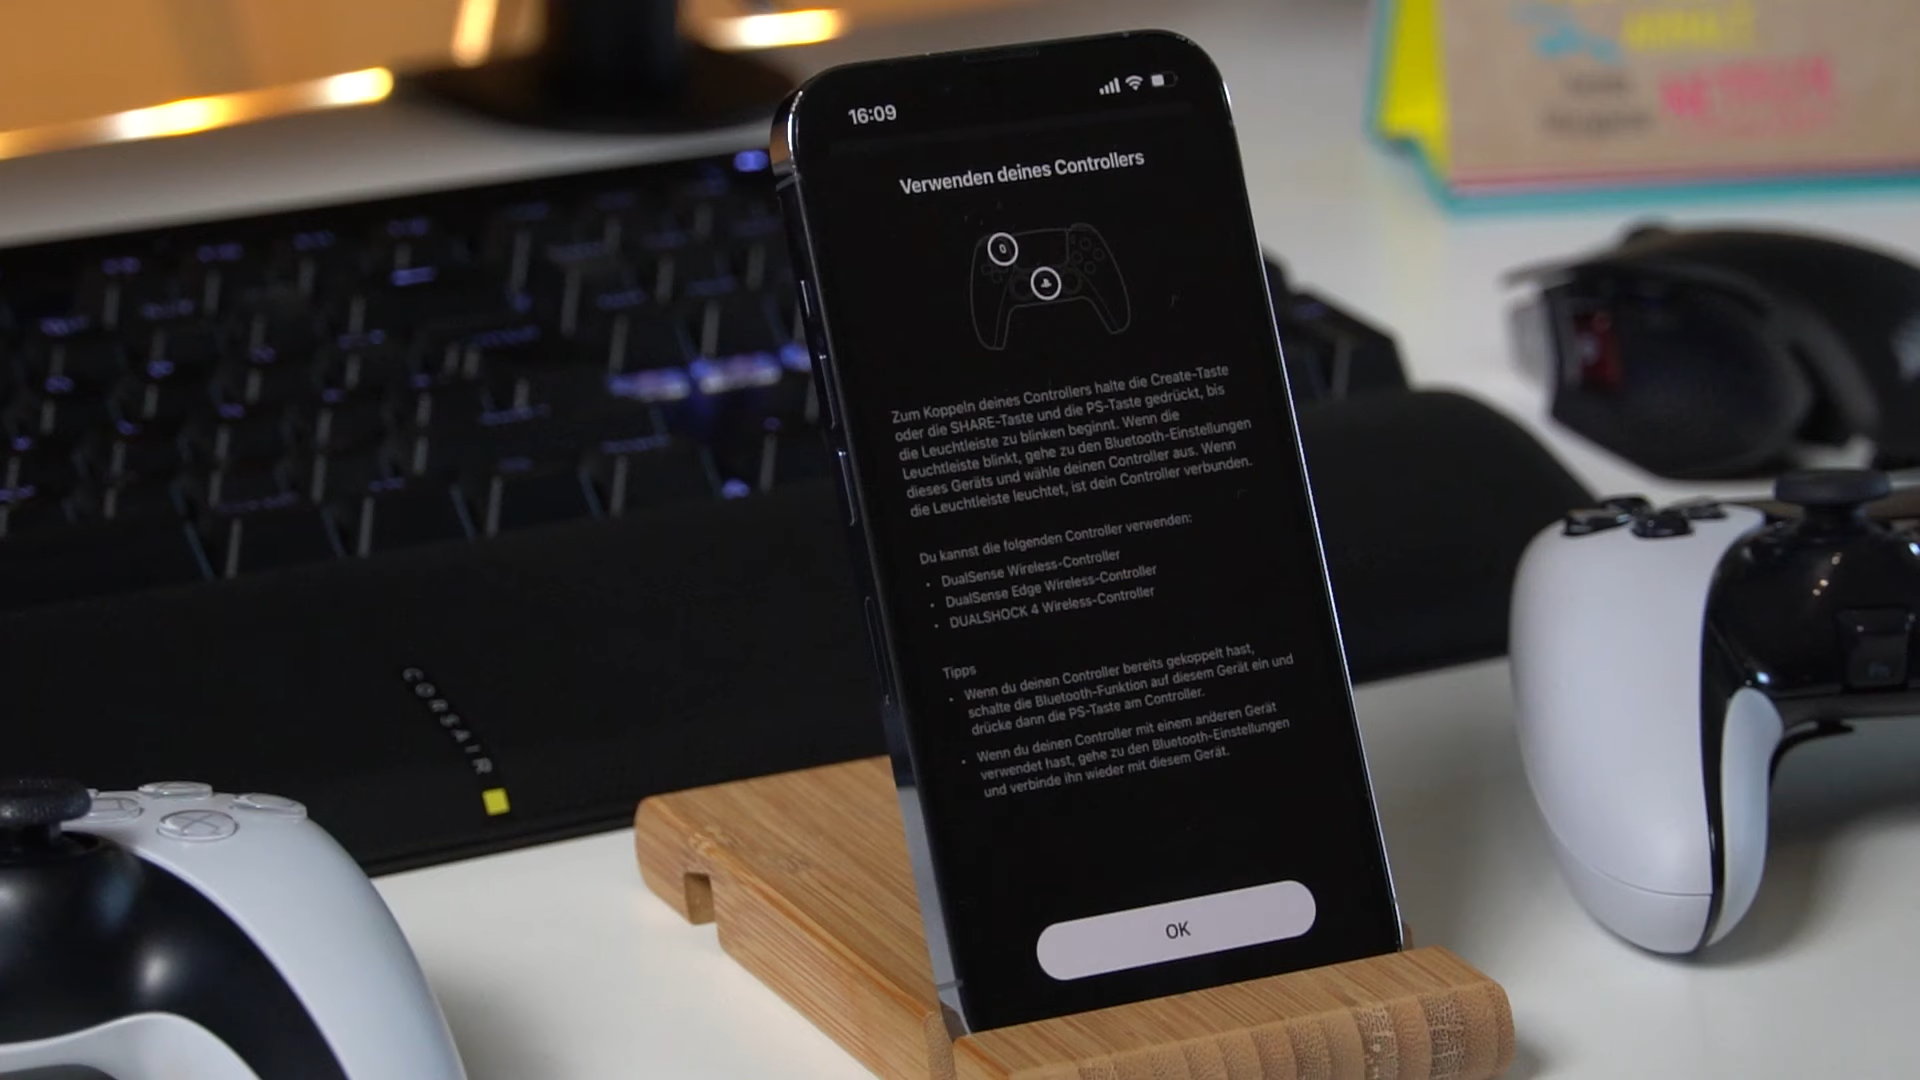 16:09
Verwenden deines Controllers
Zum Koppeln deines Controllers halte die Create-Taste
oder die SHARE-Taste und die PS-Taste gedrückt, bis
die Leuchtleiste zu blinken beginnt. Wenn die
Leuchtleiste blinkt, gehe zu den Bluetooth-Einstellungen
dieses Geräts und wähle deinen Controller aus. Wenn
die Leuchtleiste leuchtet, ist dein Controller verbunden.
Du kannst die folgenden Controller verwenden:
• DualSense Wireless-Controller
• DualSense Edge Wireless-Controller
• DUALSHOCK 4 Wireless-Controller
Tipps
• Wenn du deinen Controller bereits gekoppelt hast,
schalte die Bluetooth-Funktion auf diesem Gerät ein und
drücke dann die PS-Taste am Controller.
• Wenn du deinen Controller mit einem anderen Gerät
verwendet hast, gehe zu den Bluetooth-Einstellungen
und verbinde ihn wieder mit diesem Gerät.
OK
CORSAIR